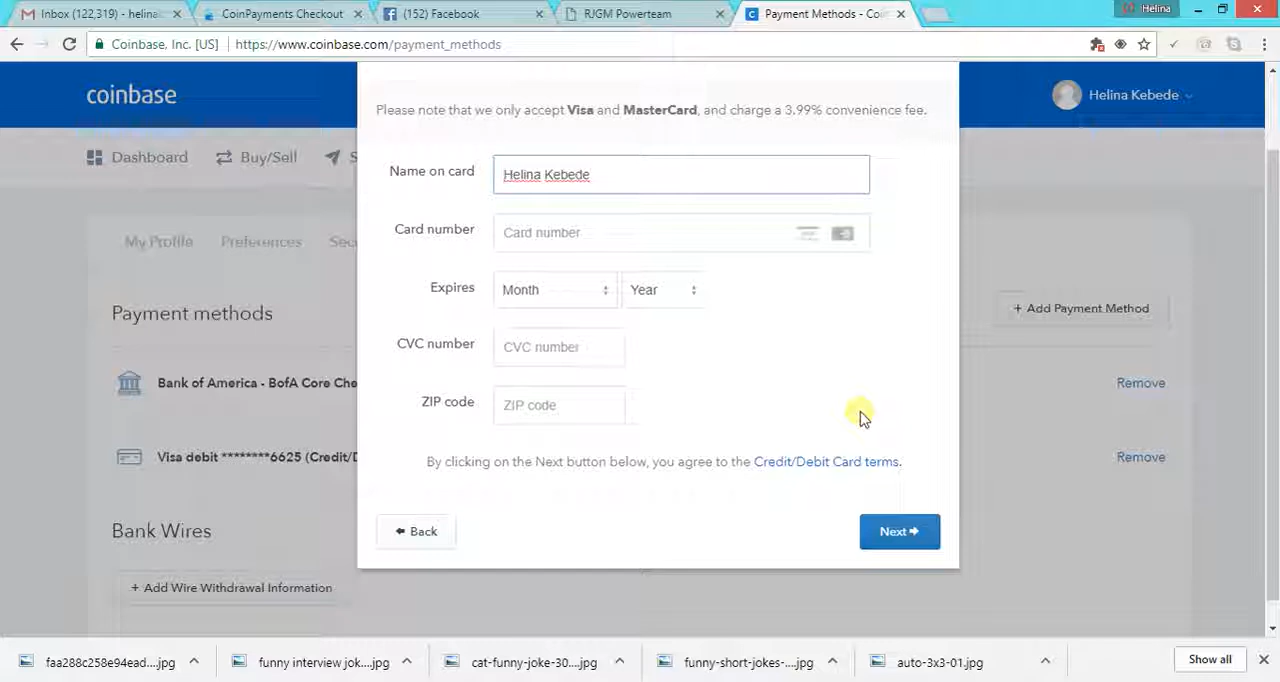 Inbox (122,319) - helina
CoinPayments Checkout
(152) Facebook
RJGM Powerteam
Payment Methods - Coi
Helina
Coinbase, Inc. [US]
https://www.coinbase.com/payment_methods
coinbase
Helina Kebede
Please note that we only accept Visa and MasterCard, and charge a 3.99% convenience fee.
Dashboard
Buy/Sell
S
Name on card
Helina Kebede
Card number
Card number
My Profile
Preferences
Sec
Expires
Month
Year
Payment methods
+ Add Payment Method
CVC number
CVC number
Bank of America - BofA Core Che
Remove
ZIP code
ZIP code
Visa debit ********6625 (Credit/D
Remove
By clicking on the Next button below, you agree to the Credit/Debit Card terms.
Bank Wires
Back
Next
+ Add Wire Withdrawal Information
faa288c258e94ead....jpg
funny interview jok....jpg
cat-funny-joke-30....jpg
funny-short-jokes-....jpg
auto-3x3-01.jpg
Show all